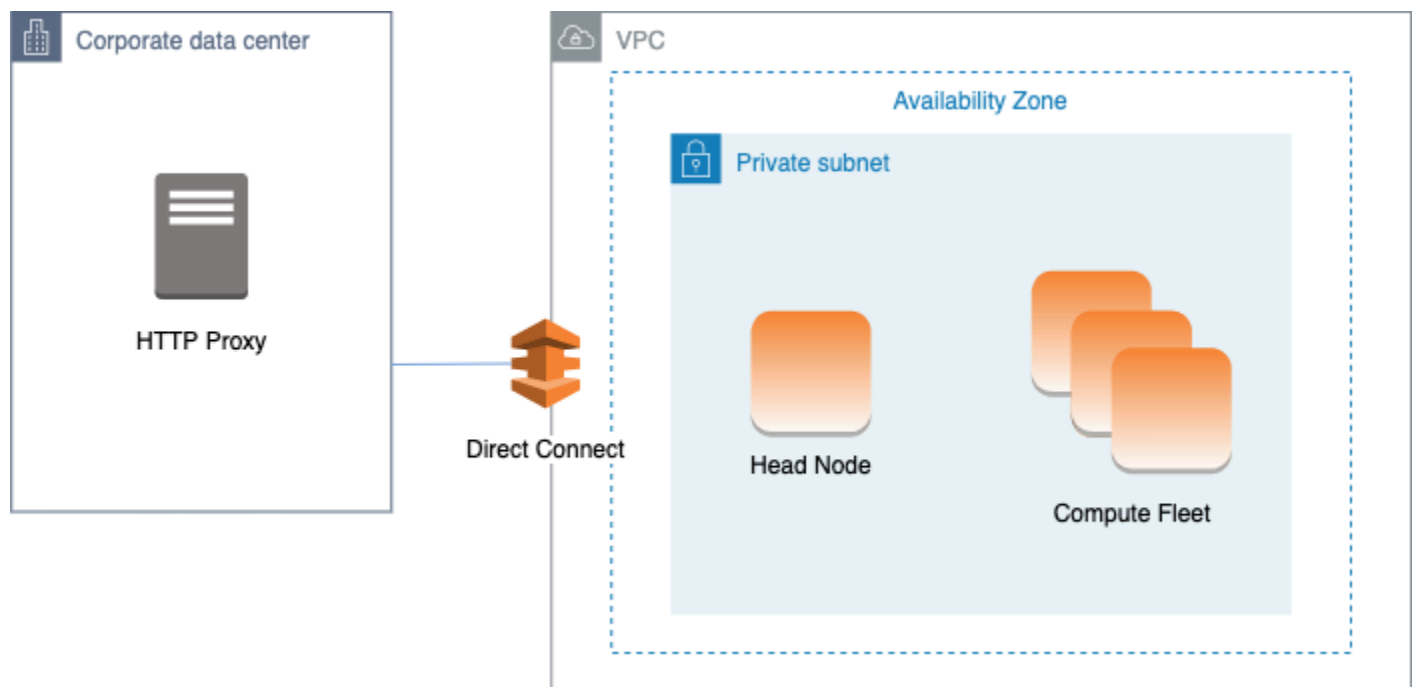 Corporate data center
VPC
Availability Zone
Private subnet
HTTP Proxy
Direct Connect
Head Node
Compute Fleet